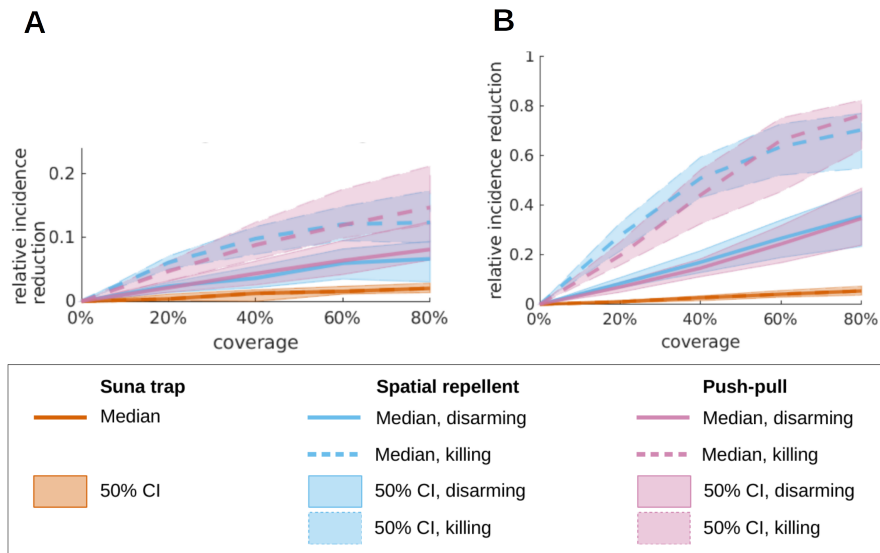 A
B
relative incidence
reduction
0.2
0.1
0
0%
20%
40%
60%
80%
coverage
relative incidence reduction
1
0.8
0.6
0.4
0.2
0
0%
20%
40%
60%
80%
coverage
Suna trap
Spatial repellent
Push-pull
Median
Median, disarming
Median, disarming
Median, killing
Median, killing
50% CI
50% CI, disarming
50% CI, disarming
50% CI, killing
50% CI, killing